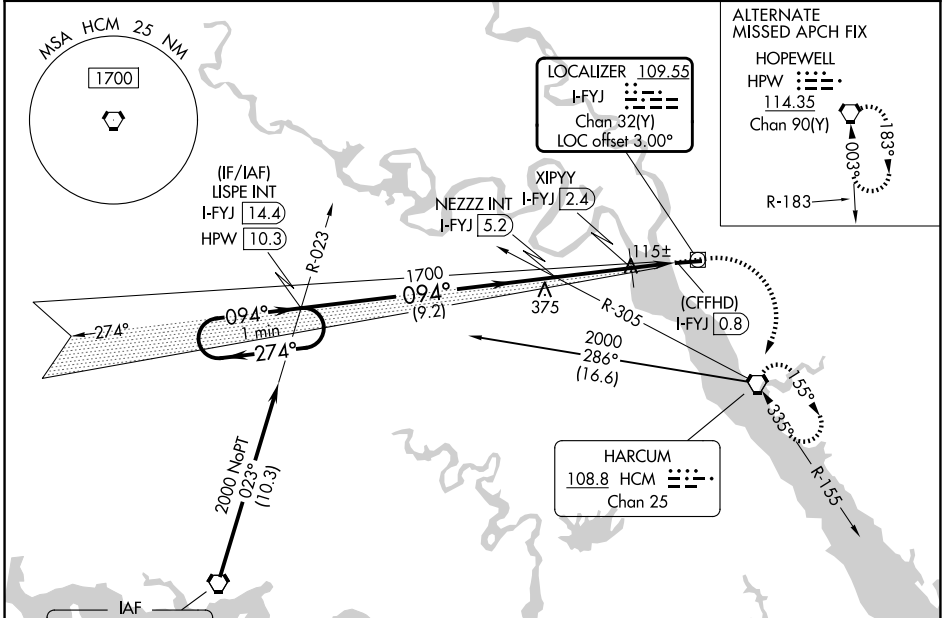 MSA HCM 25 NM
1700
ALTERNATE
MISSED APCH FIX
HOPEWELL
HPW
114.35
Chan 90(Y)
183°
003°
R-183
LOCALIZER 109.55
I-FYJ
Chan 32(Y)
LOC offset 3.00°
(IF/IAF)
LISPE INT
I-FYJ 14.4
HPW 10.3
R-023
NEZZZ INT
I-FYJ 5.2
XIPYY
I-FYJ 2.4
115±
1700
094°
(9.2)
375
R-305
(CFFHD)
I-FYJ 0.8
274°
094°
1 min
274°
2000
286°
(16.6)
155°
335°
R-155
2000 NoPT
023°
(10.3)
HARCUM
108.8 HCM
Chan 25
IAF